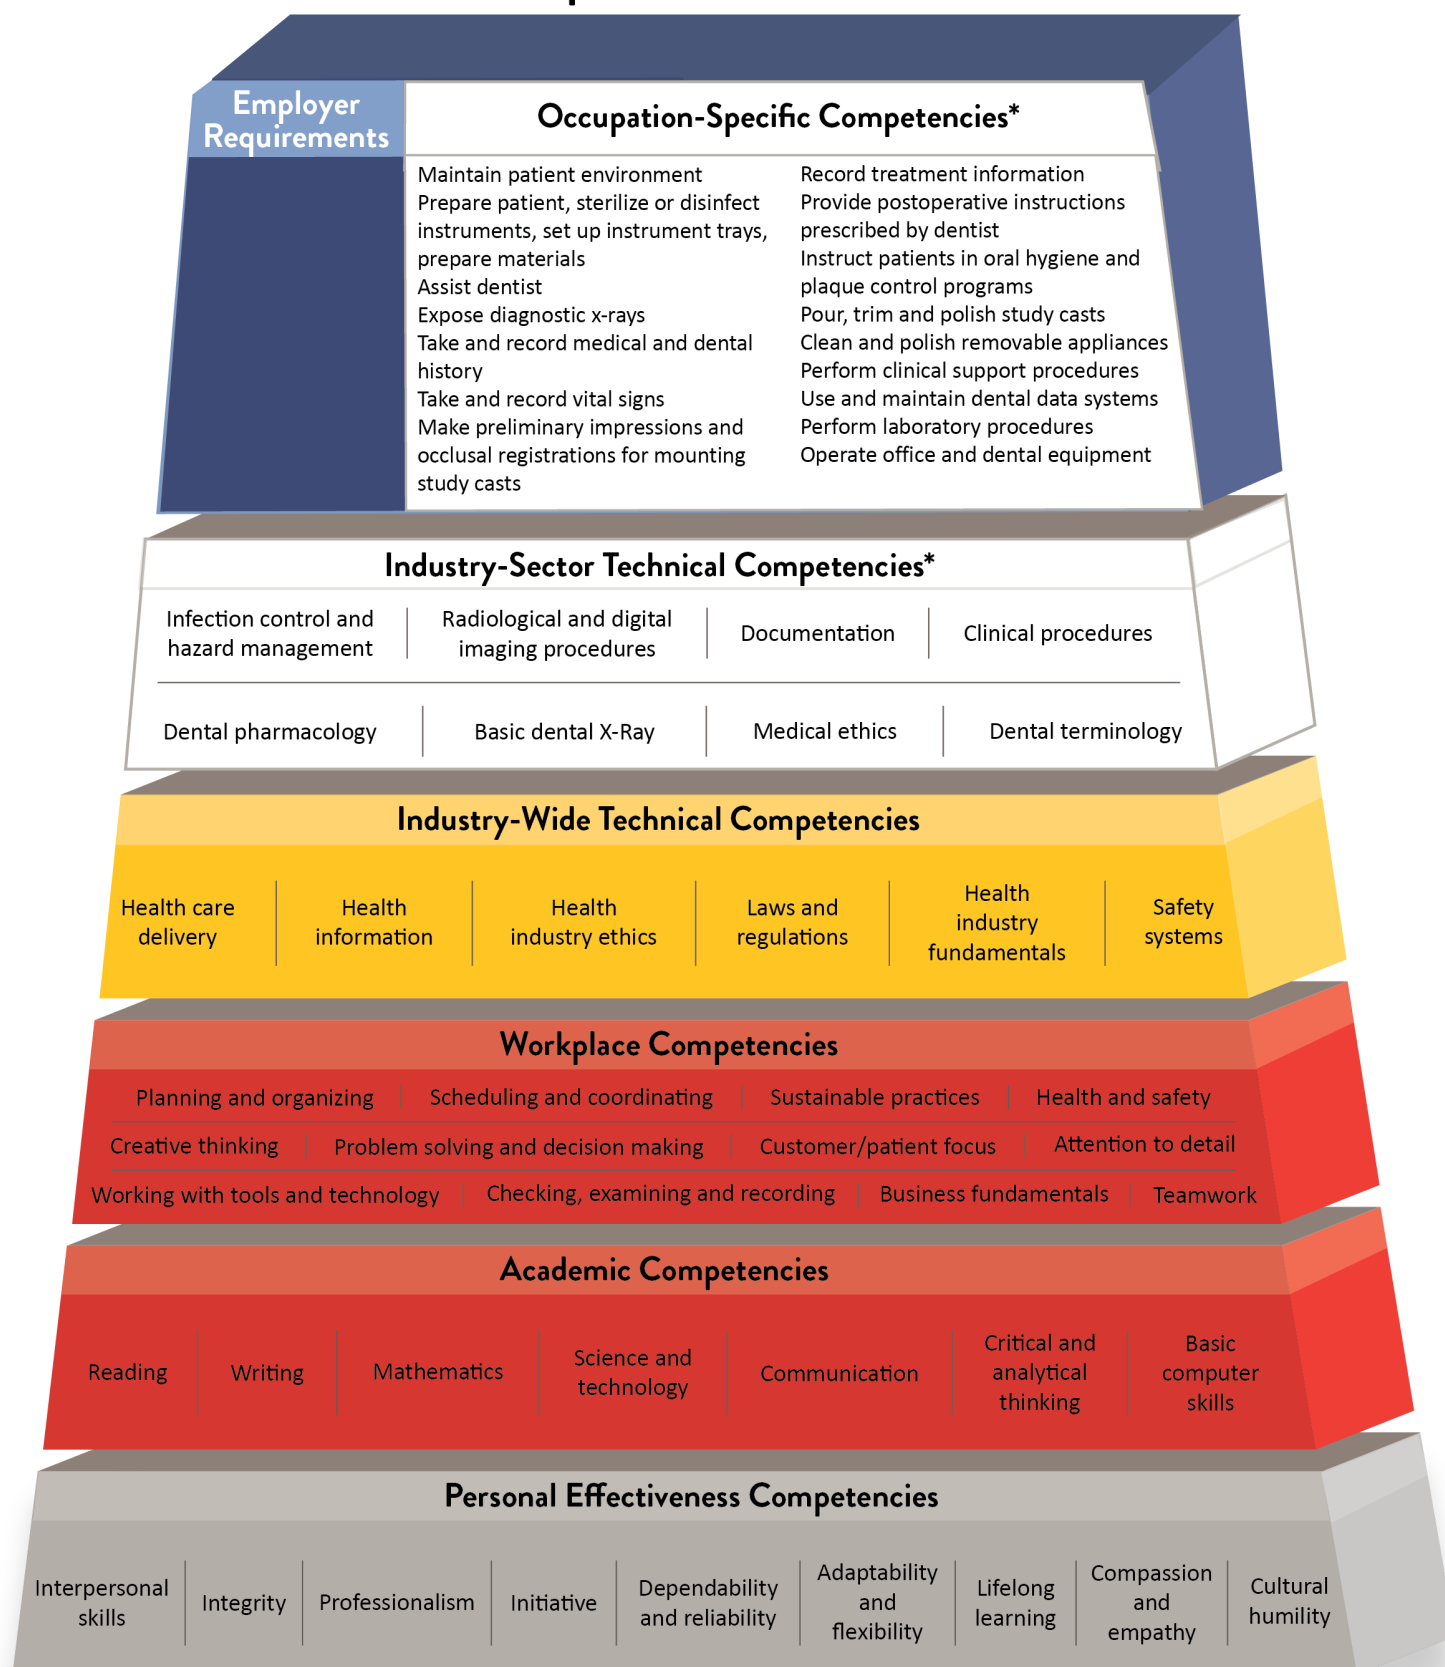 Employer
Requirements
Occupation-Specific Competencies*
Maintain patient environment
Prepare patient, sterilize or disinfect
instruments, set up instrument trays,
prepare materials
Assist dentist
Expose diagnostic x-rays
Take and record medical and dental
history
Take and record vital signs
Make preliminary impressions and
occlusal registrations for mounting
study casts
Record treatment information
Provide postoperative instructions
prescribed by dentist
Instruct patients in oral hygiene and
plaque control programs
Pour, trim and polish study casts
Clean and polish removable appliances
Perform clinical support procedures
Use and maintain dental data systems
Perform laboratory procedures
Operate office and dental equipment
Industry-Sector Technical Competencies*
Infection control and
hazard management
Radiological and digital
imaging procedures
Documentation
Clinical procedures
Dental pharmacology
Basic dental X-Ray
Medical ethics
Dental terminology
Industry-Wide Technical Competencies
Health care
delivery
Health
information
Health
industry ethics
Laws and
regulations
Health
industry
fundamentals
Safety
systems
Workplace Competencies
Planning and organizing
Scheduling and coordinating
Sustainable practices
Health and safety
Creative thinking
Problem solving and decision making
Customer/patient focus
Attention to detail
Working with tools and technology
Checking, examining and recording
Business fundamentals
Teamwork
Academic Competencies
Reading
Writing
Mathematics
Science and
technology
Communication
Critical and
analytical
thinking
Basic
computer
skills
Personal Effectiveness Competencies
Interpersonal
skills
Integrity
Professionalism
Initiative
Dependability
and reliability
Adaptability
and
flexibility
Lifelong
learning
Compassion
and
empathy
Cultural
humility